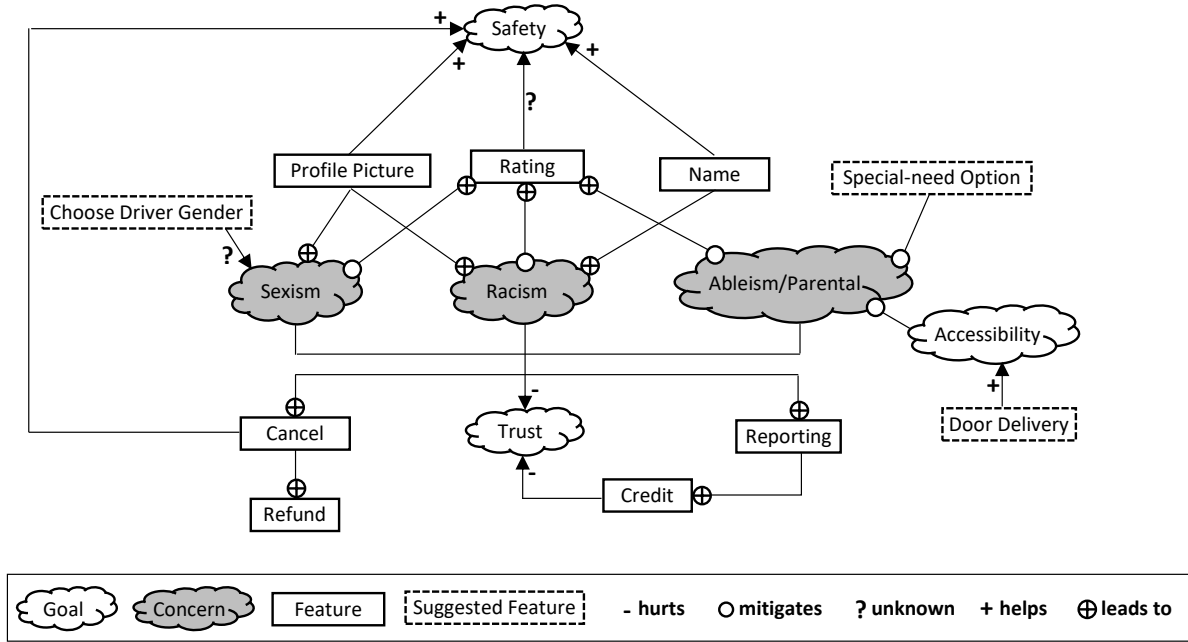 +
Safety
+
+
?
Profile Picture
Rating
Name
Special-need Option
Choose Driver Gender
?
Sexism
Racism
Ableism/Parental
Accessibility
-
+
Cancel
Trust
Reporting
Door Delivery
-
Credit
Refund
Goal
Concern
Feature
Suggested Feature
- hurts
mitigates
? unknown
+ helps
leads to